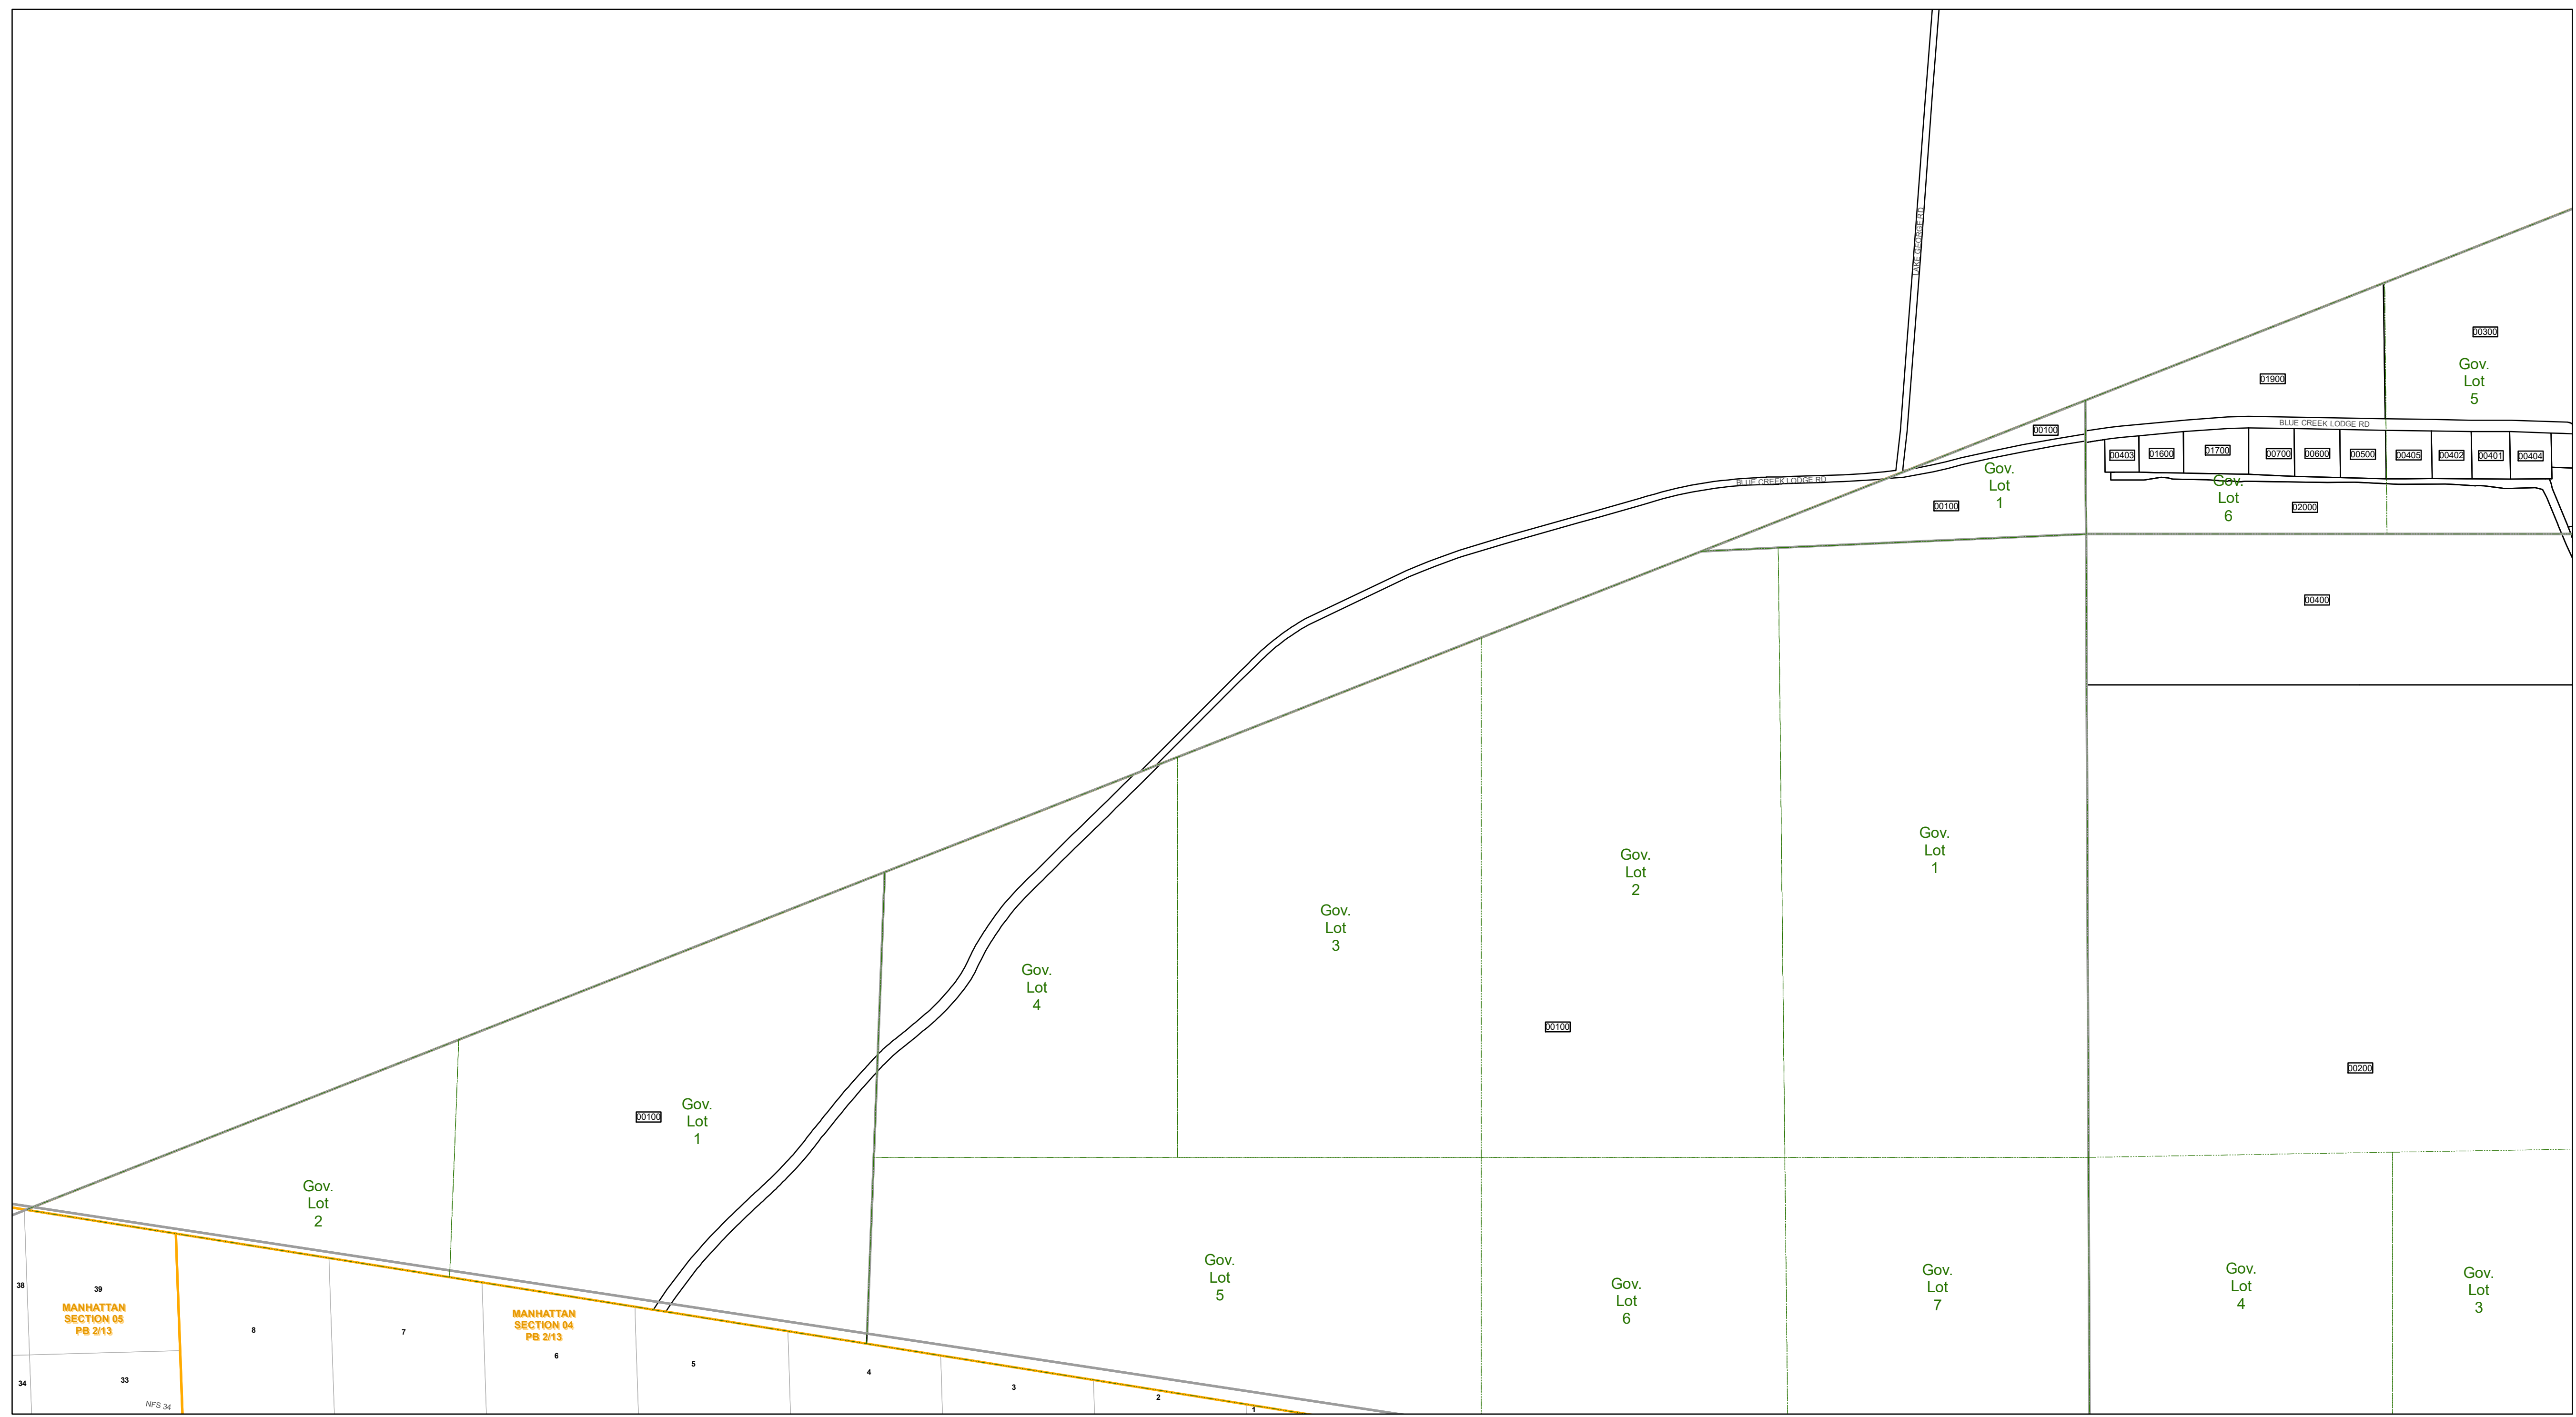 LAKE GEORGE RD
00300
Gov.
Lot
5
01900
BLUE CREEK LODGE RD
00100
00403
01600
01700
00700
00600
00500
00405
00402
00401
00404
Gov.
Lot
1
BLUE CREEK LODGE RD
00100
Gov.
Lot
6
02000
00400
Gov.
Lot
1
Gov.
Lot
2
Gov.
Lot
3
Gov.
Lot
4
00100
00200
00100
Gov.
Lot
1
Gov.
Lot
2
Gov.
Lot
5
Gov.
Lot
6
Gov.
Lot
7
Gov.
Lot
4
Gov.
Lot
3
38
39
MANHATTAN
SECTION 05
PB 2/13
MANHATTAN
SECTION 04
PB 2/13
8
7
6
5
4
3
2
1
34
33
NFS 34